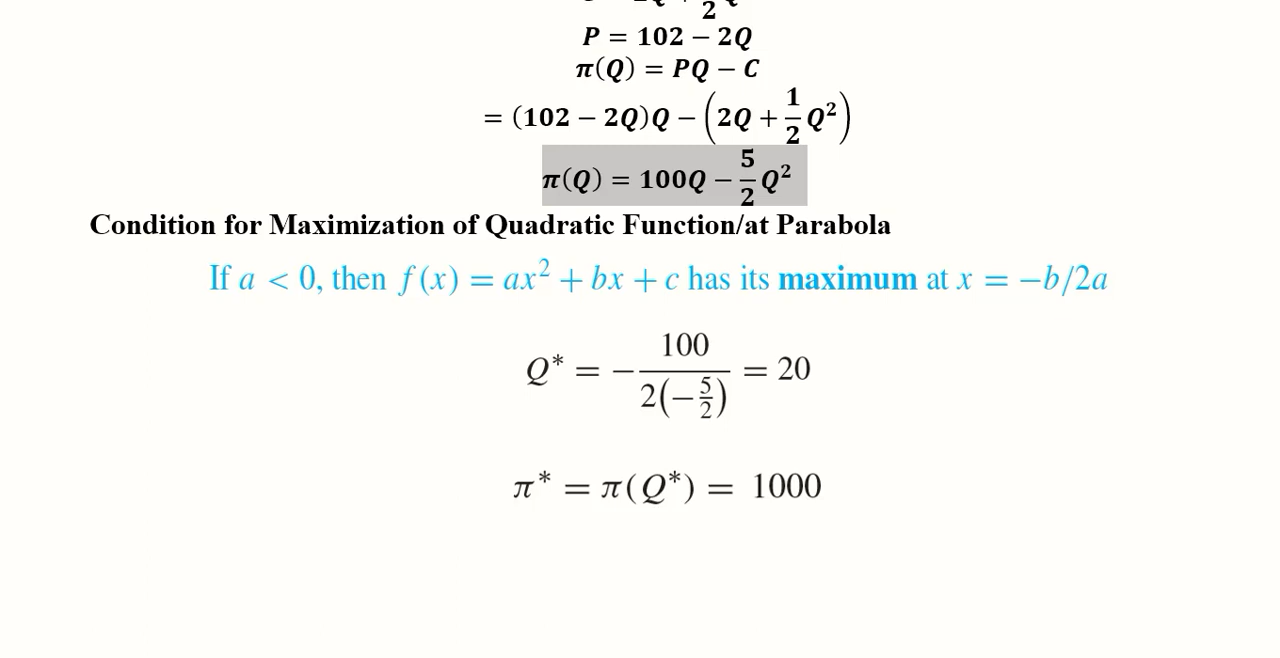 2
P = 102 − 2Q
π(Q) = PQ − C
= (102 − 2Q)Q − (2Q + 1/2 Q²)
π(Q) = 100Q − 5/2 Q²
Condition for Maximization of Quadratic Function/at Parabola
If a < 0, then f(x) = ax² + bx + c has its maximum at x = −b/2a
Q* = − 100 / 2(−5/2) = 20
π* = π(Q*) = 1000